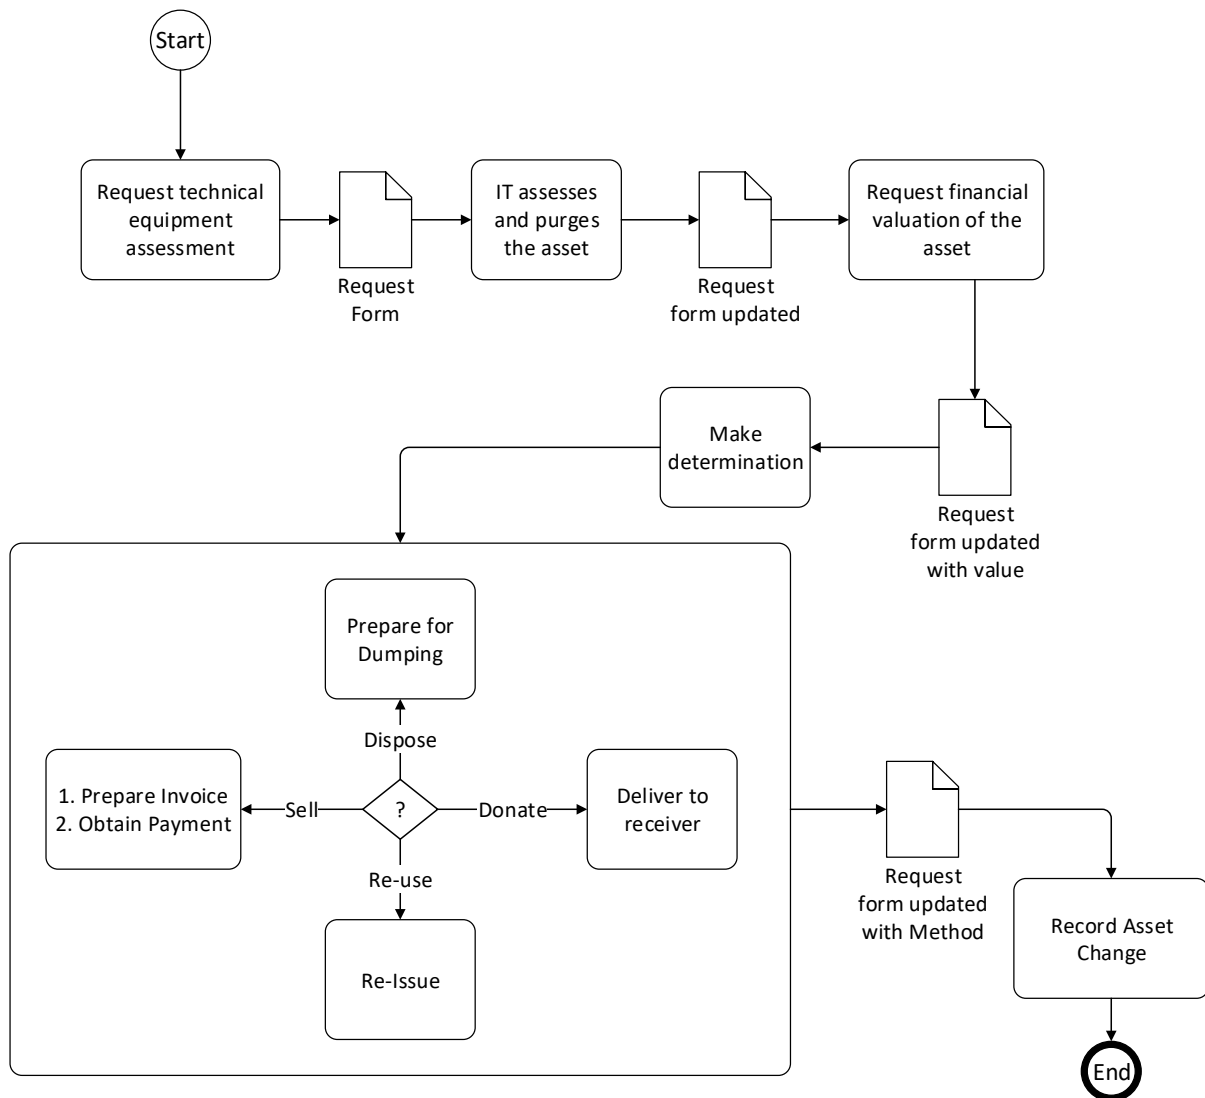 Start
Request technical
equipment
assessment
Request
Form
IT assesses
and purges
the asset
Request
form updated
Request financial
valuation of the
asset
Make
determination
Request
form updated
with value
Prepare for
Dumping
Dispose
1. Prepare Invoice
2. Obtain Payment
Sell
?
Donate
Deliver to
receiver
Re-use
Re-Issue
Request
form updated
with Method
Record Asset
Change
End